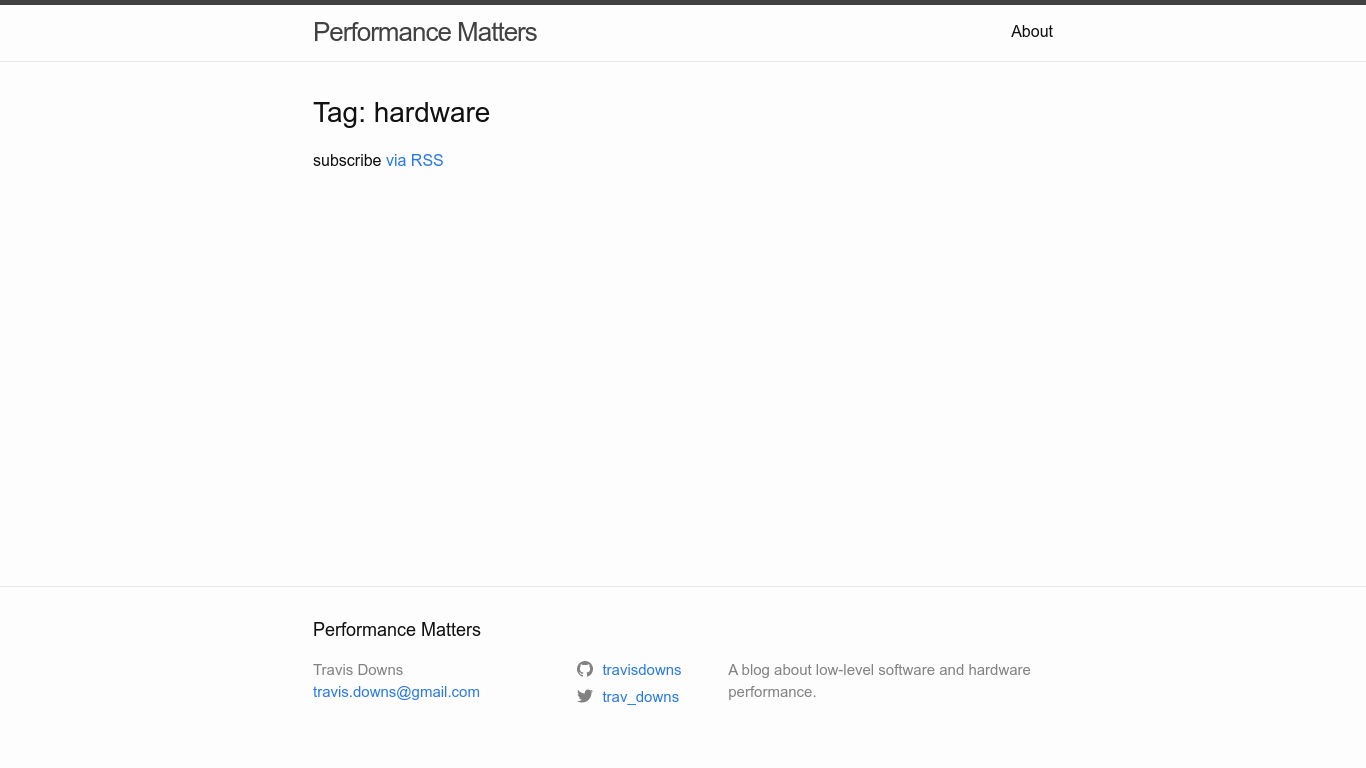 Performance Matters
About
Tag: hardware
subscribe via RSS
Performance Matters
Travis Downs
travis.downs@gmail.com
travisdowns
trav_downs
A blog about low-level software and hardware
performance.